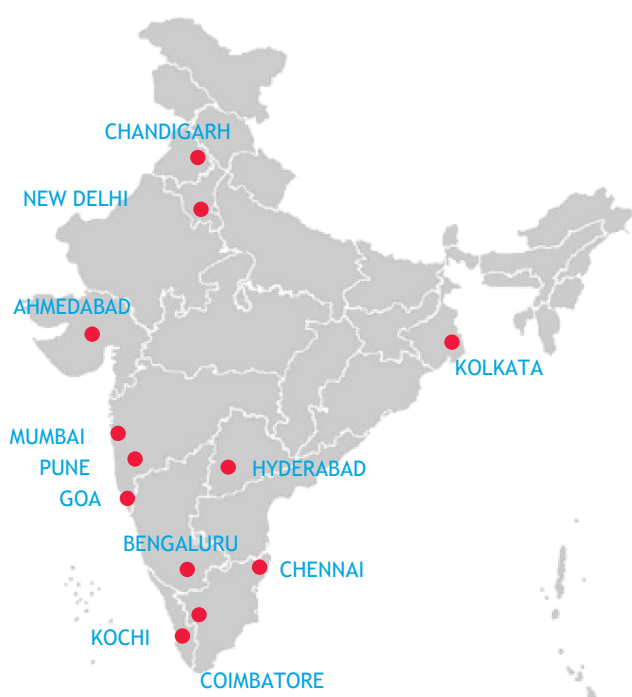 CHANDIGARH
NEW DELHI
AHMEDABAD
KOLKATA
MUMBAI
PUNE
HYDERABAD
GOA
BENGALURU
CHENNAI
KOCHI
COIMBATORE